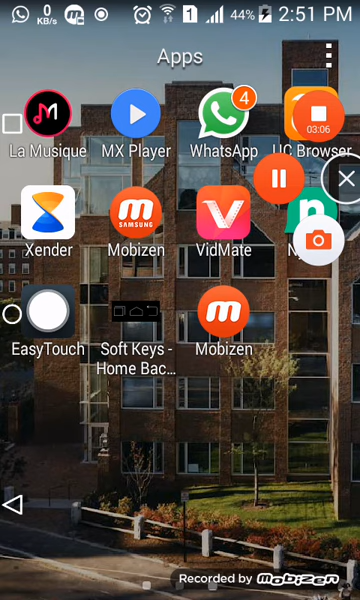 0
KB/s
1
44%
2:51 PM
Apps
4
03:06
La Musique
MX Player
WhatsApp
UC Browser
SAMSUNG
Xender
Mobizen
VidMate
EasyTouch
Soft Keys -
Home Bac...
Mobizen
Recorded by Mobizen